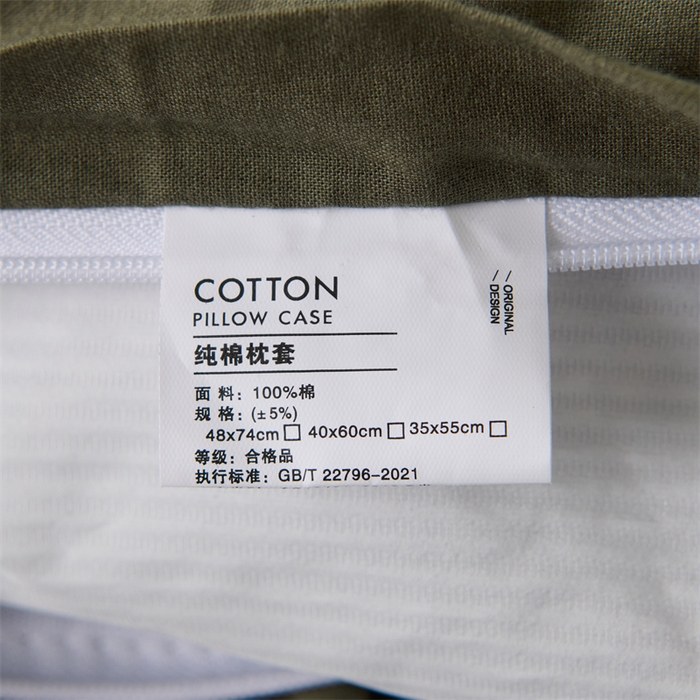 COTTON
PILLOW CASE
纯棉枕套
面 料: 100%棉
规 格: (±5%)
48x74cm□ 40x60cm□ 35x55cm□
等级: 合格品
执行标准: GB/T 22796-2021
/ ORIGINAL
/ DESIGN